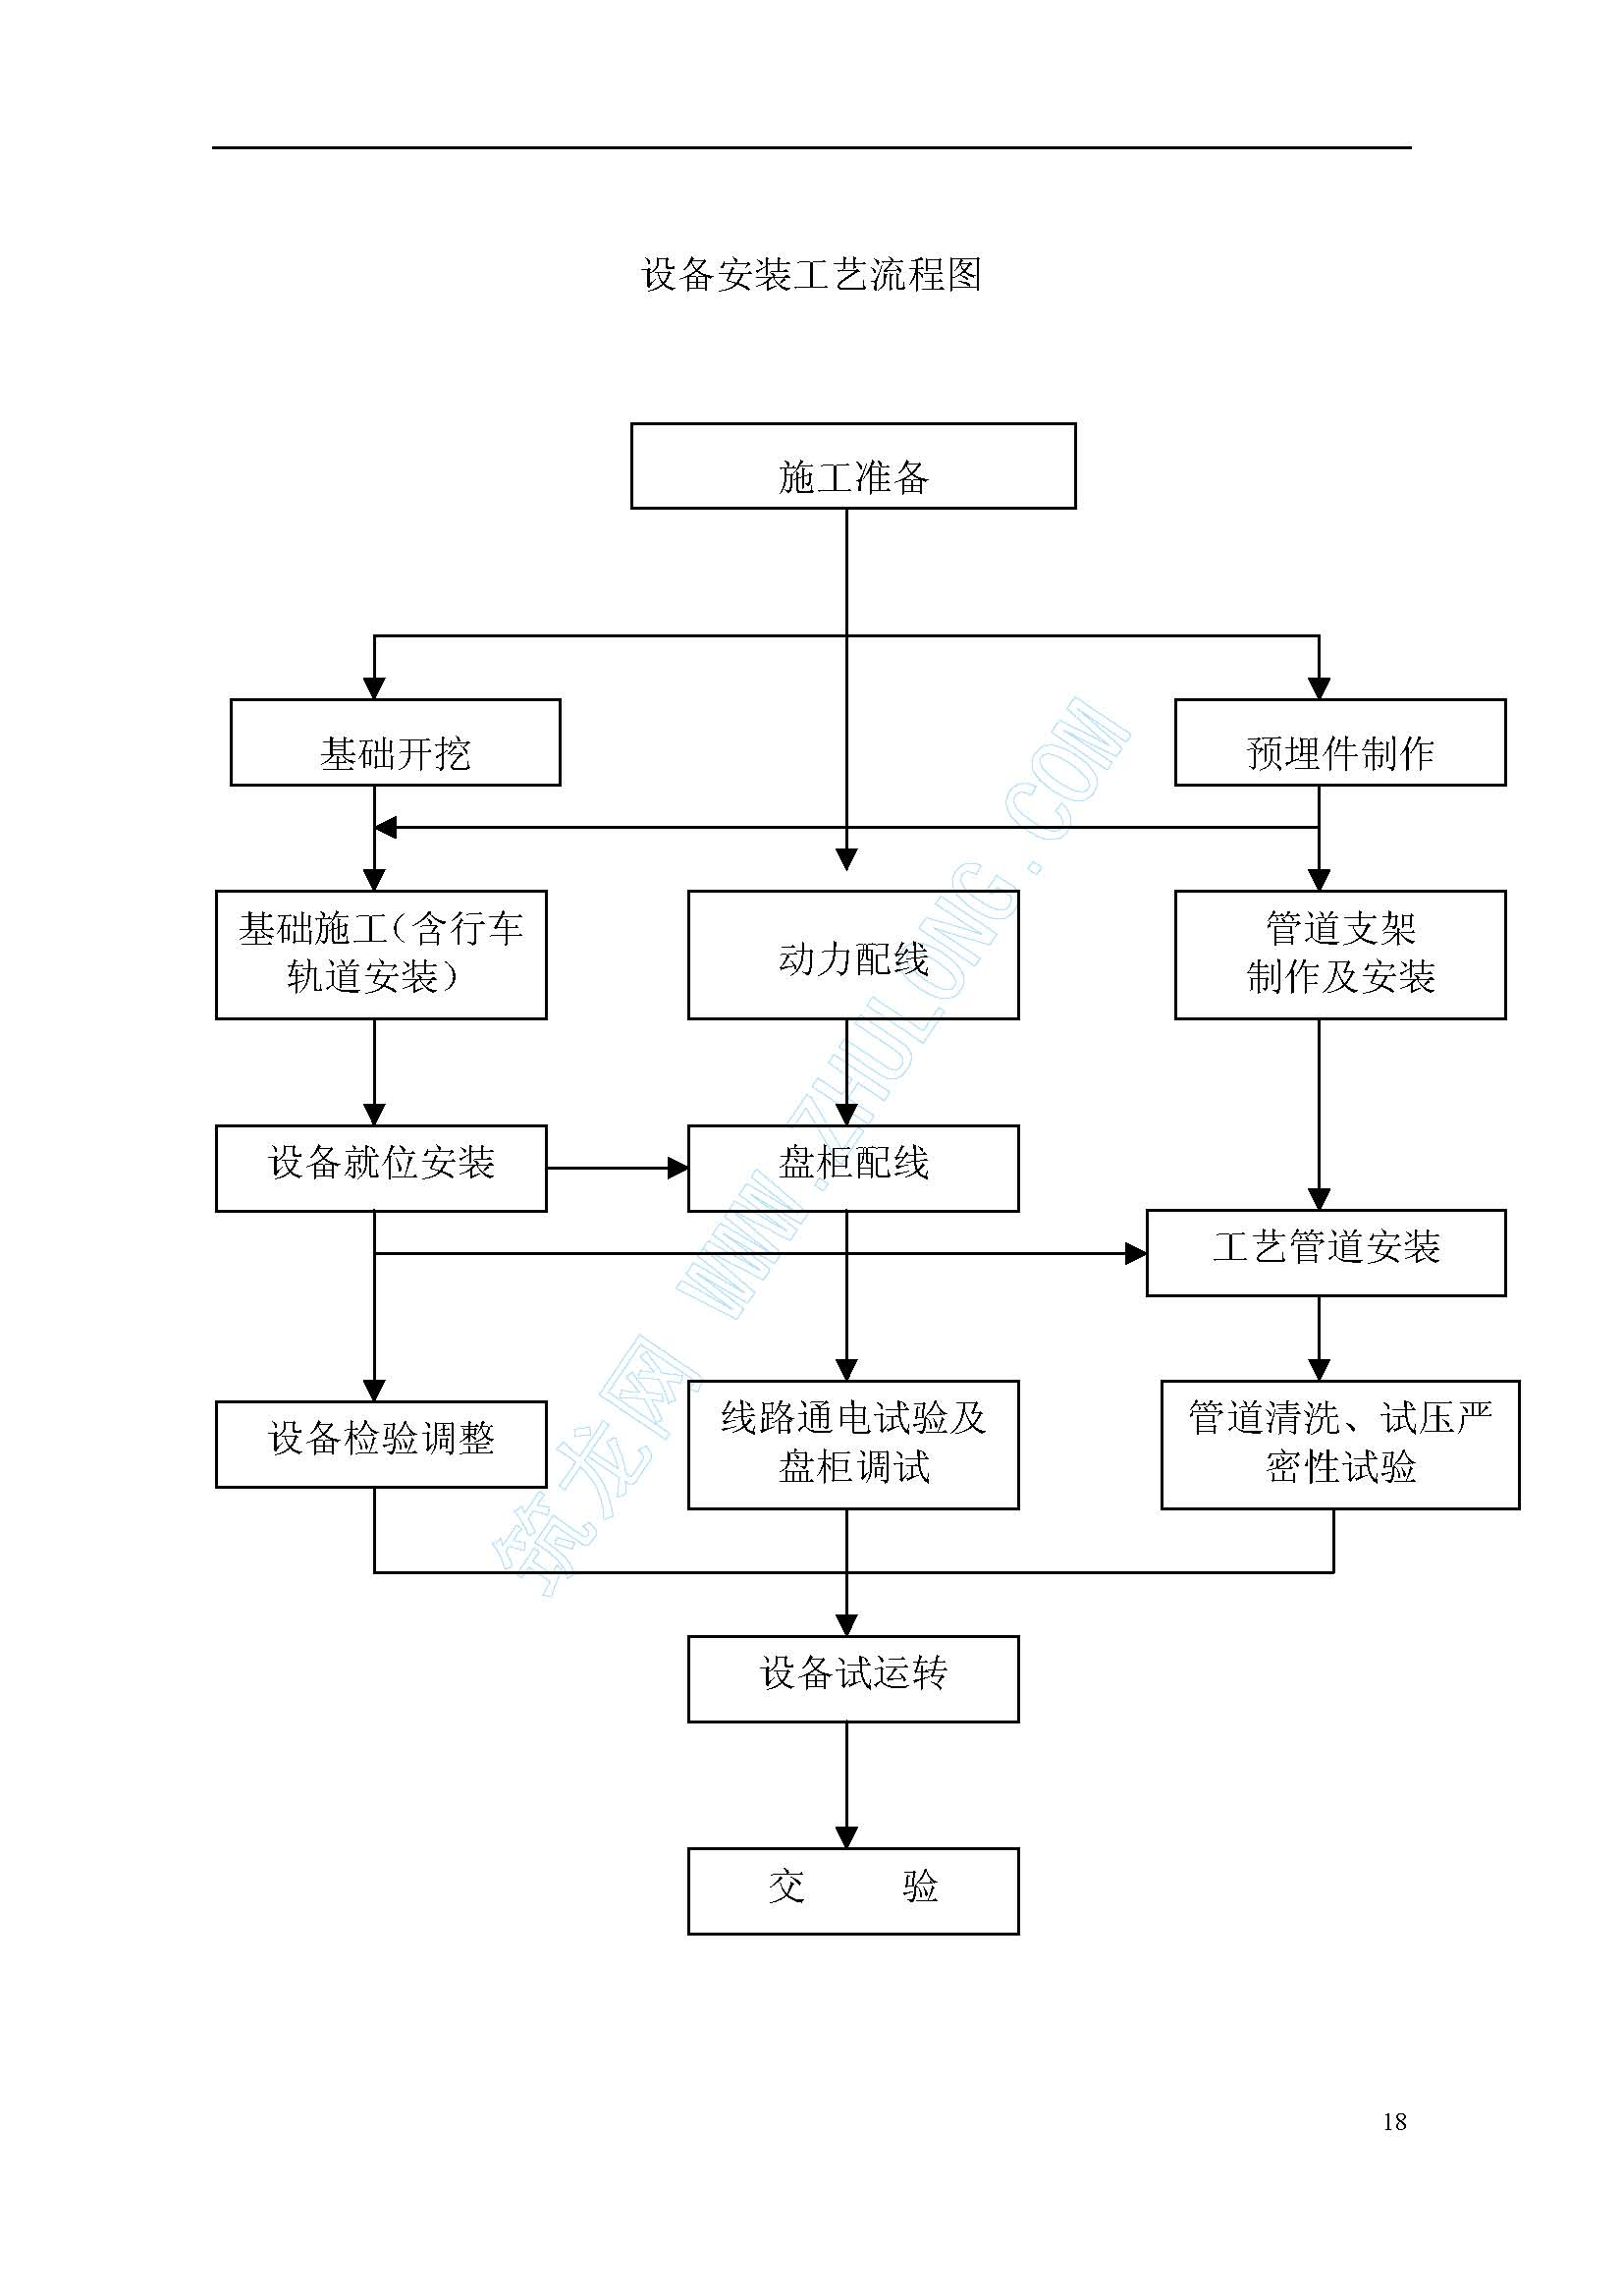 设备安装工艺流程图
施工准备
基础开挖
预埋件制作
基础施工（含行车
轨道安装）
动力配线
管道支架
制作及安装
设备就位安装
盘柜配线
工艺管道安装
设备检验调整
线路通电试验及
盘柜调试
管道清洗、试压严
密性试验
设备试运转
交 验
筑龙网 WWW.ZHULONG.COM
18